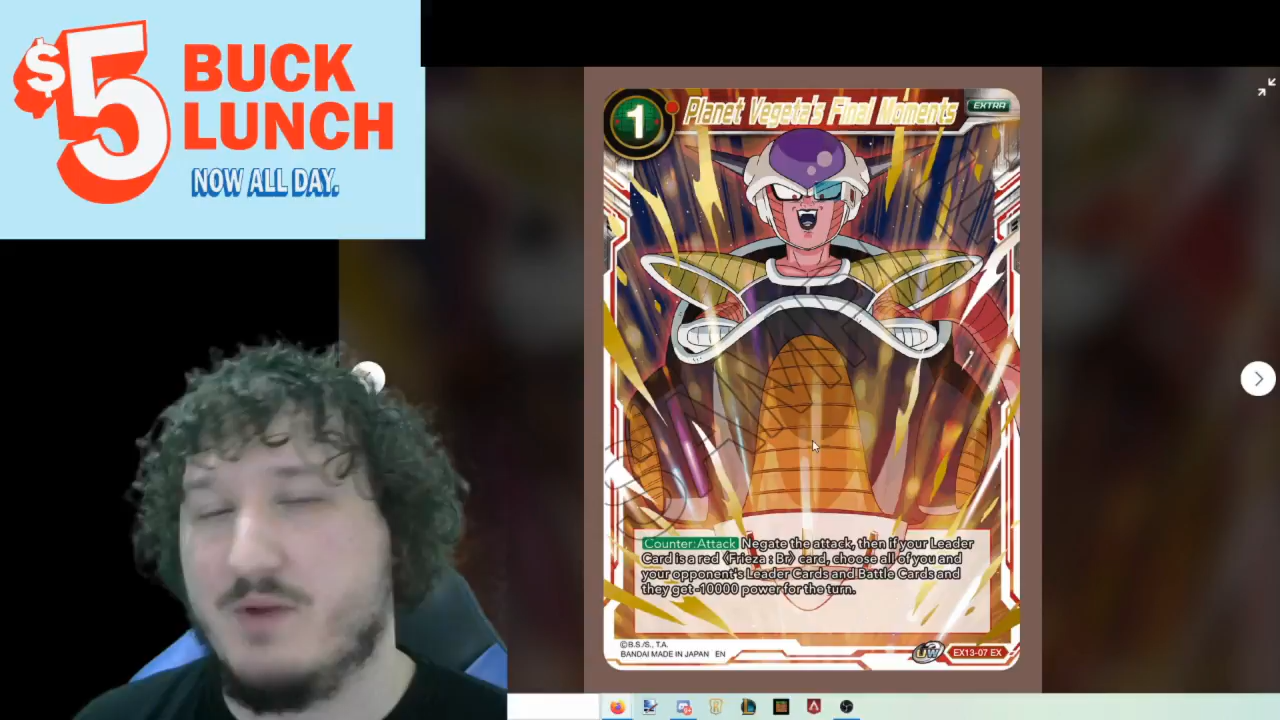 $5
BUCK
LUNCH
NOW ALL DAY.
1
Planet Vegeta's Final Moments
EXTRA
Counter:Attack Negate the attack, then if your Leader
Card is a red 〈Frieza : Br〉 card, choose all of you and
your opponent's Leader Cards and Battle Cards and
they get -10000 power for the turn.
©B.S./S., T.A.
BANDAI MADE IN JAPAN EN
UW
EX13-07 EX